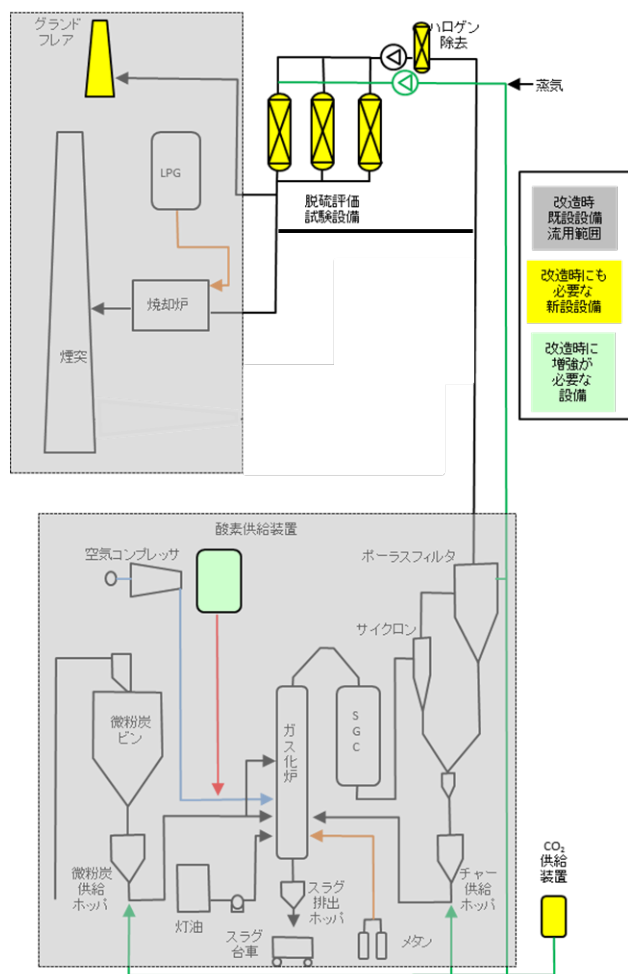 グランド
フレア
ハロゲン
除去
蒸気
LPG
脱硫評価
試験設備
焼却炉
煙突
改造時
既設設備
流用範囲
改造時にも
必要な
新設設備
改造時に
増強が
必要な
設備
酸素供給装置
空気コンプレッサ
ポーラスフィルタ
サイクロン
微粉炭
ビン
ガス化炉
SGC
微粉炭
供給
ホッパ
灯油
スラグ
排出
ホッパ
スラグ
台車
メタン
チャー
供給
ホッパ
CO₂
供給
装置